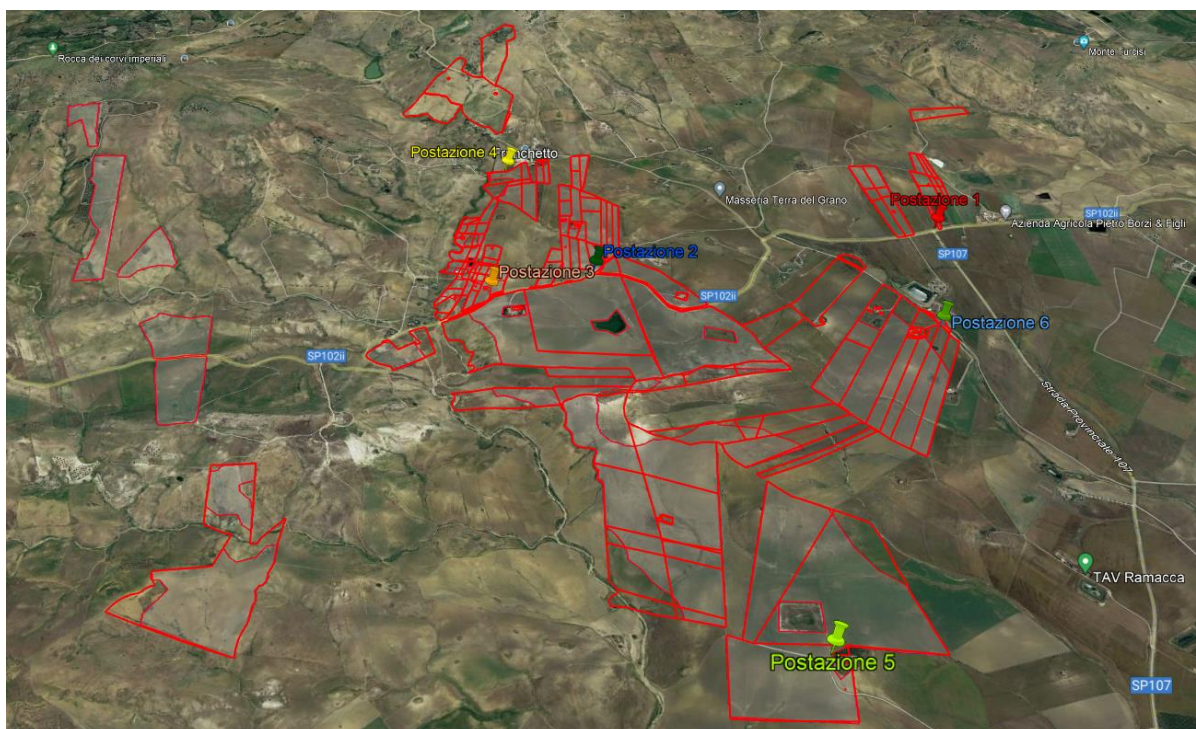 Rocca dei corvi imperiali
Monte Turcisi
Postazione 4
Masseria Terra del Grano
Postazione 1
SP102ii
Azienda Agricola Pietro Borzì & Figli
Postazione 2
SP107
Postazione 3
SP102ii
Postazione 6
SP102ii
Strada Provinciale 107
TAV Ramacca
Postazione 5
SP107